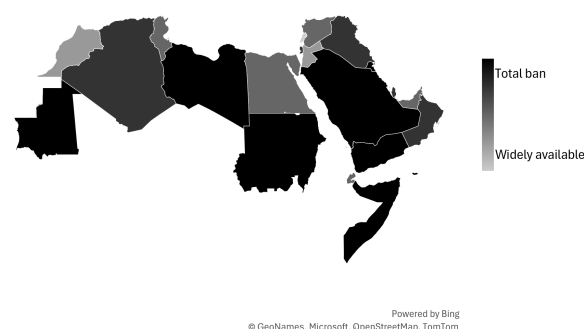 Total ban
Widely available
Powered by Bing
© GeoNames, Microsoft, OpenStreetMap, TomTom